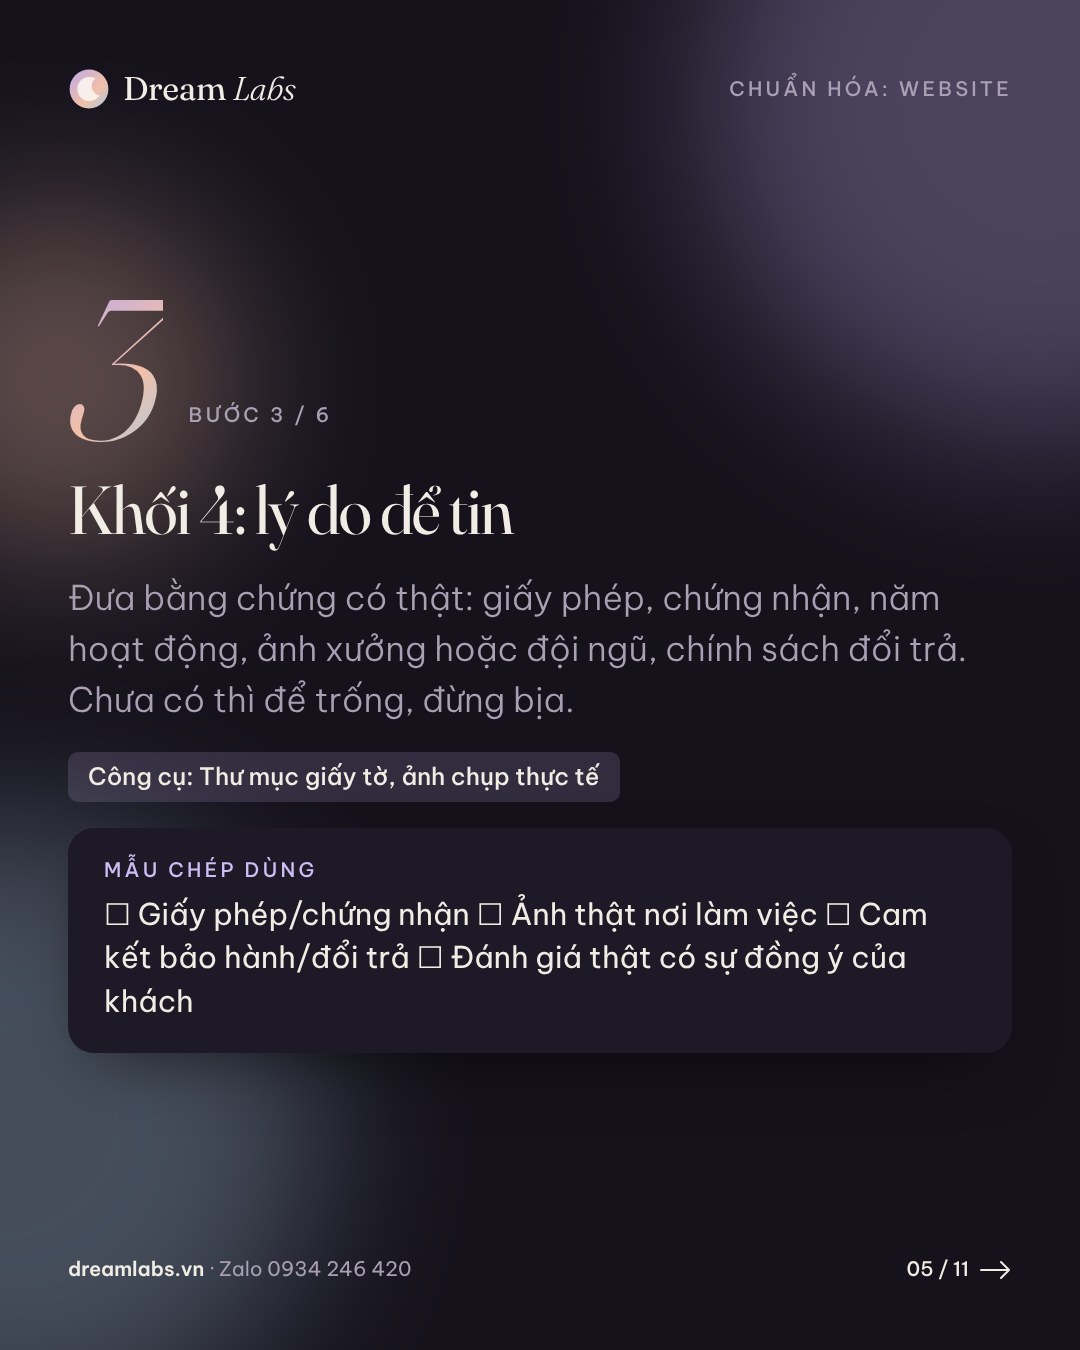 Dream Labs
CHUẨN HÓA: WEBSITE
3
BƯỚC 3 / 6
Khối 4: lý do để tin
Đưa bằng chứng có thật: giấy phép, chứng nhận, năm
hoạt động, ảnh xưởng hoặc đội ngũ, chính sách đổi trả.
Chưa có thì để trống, đừng bịa.
Công cụ: Thư mục giấy tờ, ảnh chụp thực tế
MẪU CHÉP DÙNG
☐ Giấy phép/chứng nhận ☐ Ảnh thật nơi làm việc ☐ Cam
kết bảo hành/đổi trả ☐ Đánh giá thật có sự đồng ý của
khách
dreamlabs.vn · Zalo 0934 246 420
05 / 11 →